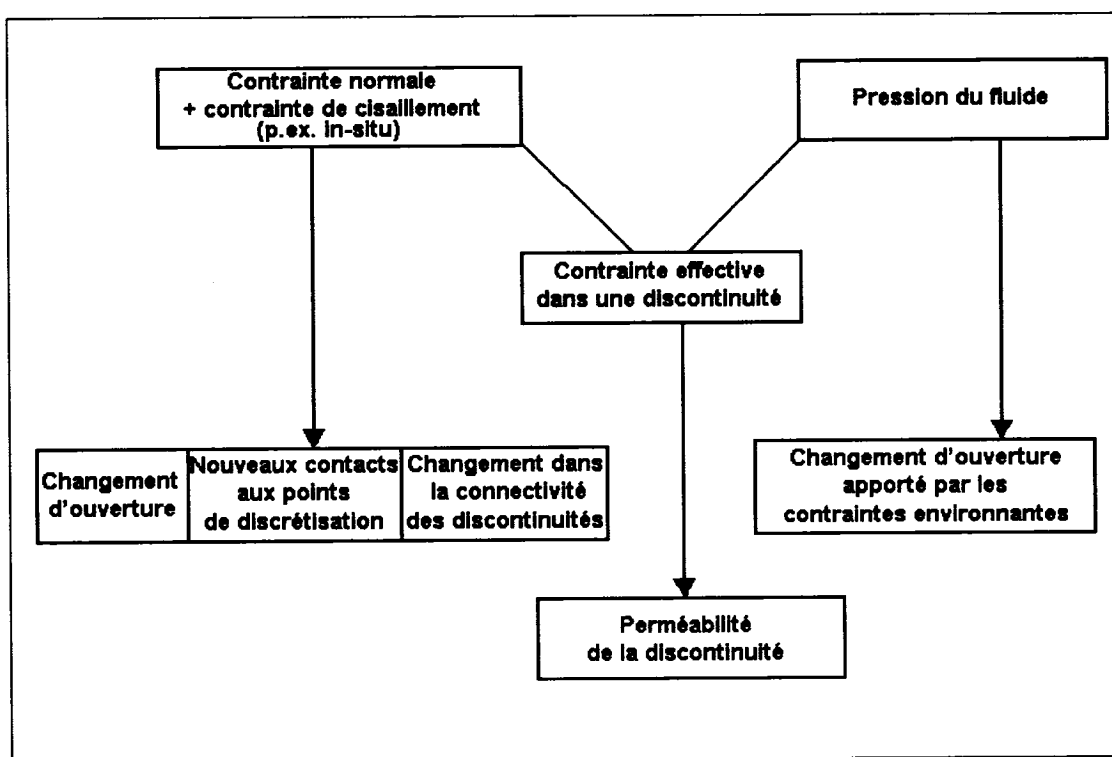 Contrainte normale
+ contrainte de cisaillement
(p.ex. in-situ)
Pression du fluide
Contrainte effective
dans une discontinuité
Changement
d'ouverture
Nouveaux contacts
aux points
de discrétisation
Changement dans
la connectivité
des discontinuités
Changement d'ouverture
apporté par les
contraintes environnantes
Perméabilité
de la discontinuité